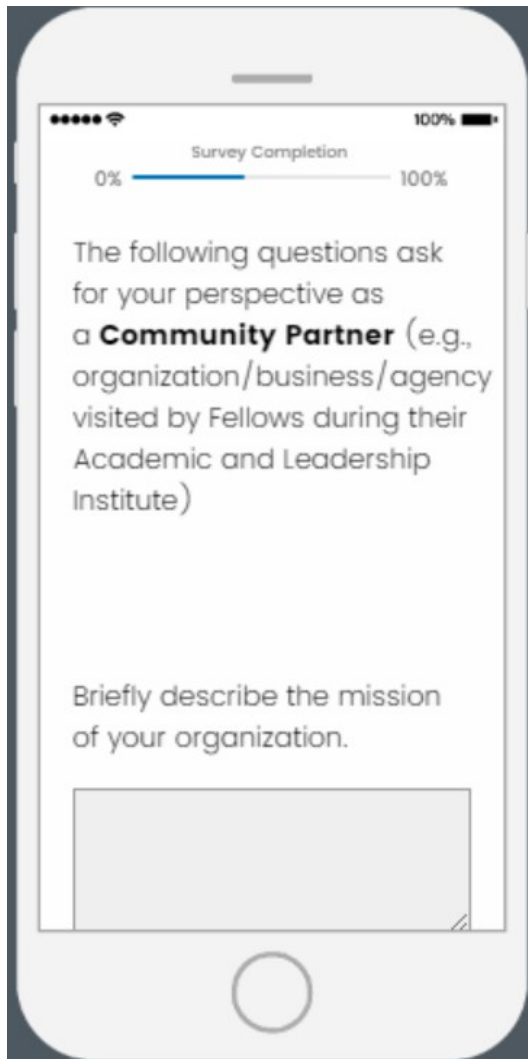 100%
Survey Completion
0% 100%
The following questions ask
for your perspective as
a Community Partner (e.g.,
organization/business/agency
visited by Fellows during their
Academic and Leadership
Institute)
Briefly describe the mission
of your organization.